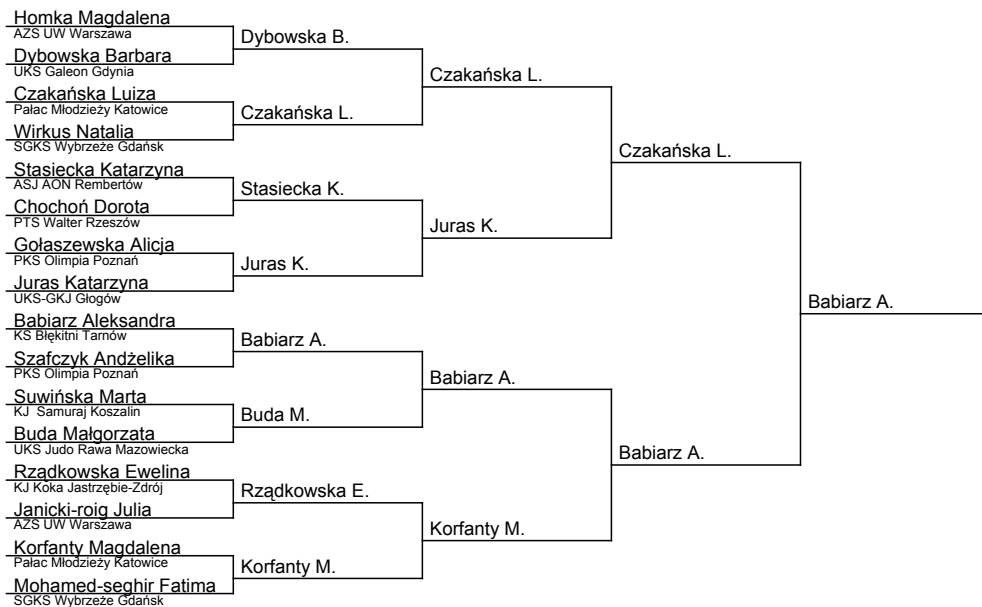 Homka Magdalena
AZS UW Warszawa
Dybowska B.
Dybowska Barbara
UKS Galeon Gdynia
Czakańska L.
Czakańska Luiza
Pałac Młodzieży Katowice
Czakańska L.
Wirkus Natalia
SGKS Wybrzeże Gdańsk
Czakańska L.
Stasiecka Katarzyna
ASJ AON Rembertów
Stasiecka K.
Chochoń Dorota
PTS Walter Rzeszów
Juras K.
Gołaszewska Alicja
PKS Olimpia Poznań
Juras K.
Juras Katarzyna
UKS-GKJ Głogów
Babiarz A.
Babiarz Aleksandra
KS Błękitni Tarnów
Babiarz A.
Szafczyk Andżelika
PKS Olimpia Poznań
Babiarz A.
Suwińska Marta
KJ Samuraj Koszalin
Buda M.
Buda Małgorzata
UKS Judo Rawa Mazowiecka
Babiarz A.
Rządkowska Ewelina
KJ Koka Jastrzębie-Zdrój
Rządkowska E.
Janicki-roig Julia
AZS UW Warszawa
Korfanty M.
Korfanty Magdalena
Pałac Młodzieży Katowice
Korfanty M.
Mohamed-seghir Fatima
SGKS Wybrzeże Gdańsk